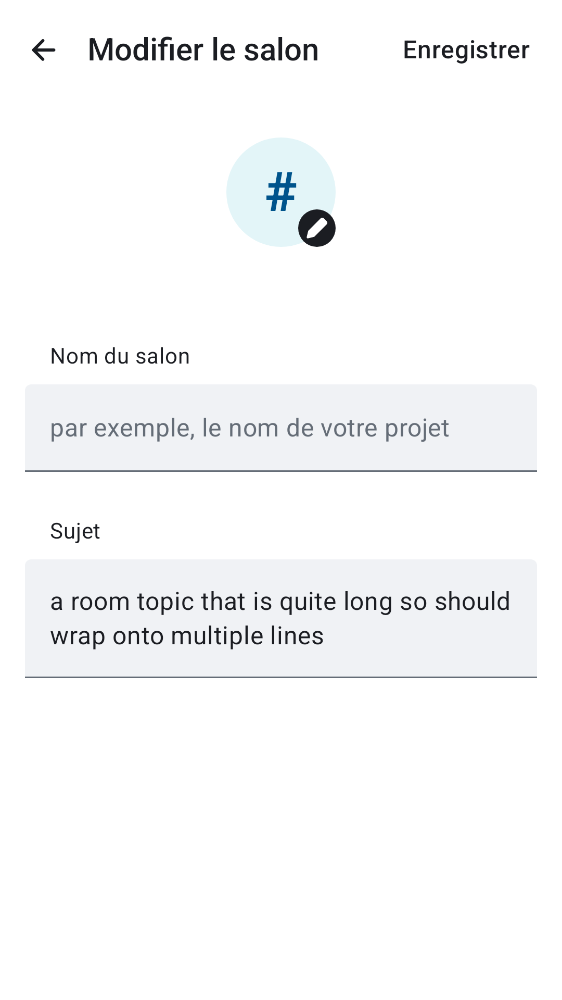 Modifier le salon
Enregistrer
#
Nom du salon
par exemple, le nom de votre projet
Sujet
a room topic that is quite long so should
wrap onto multiple lines